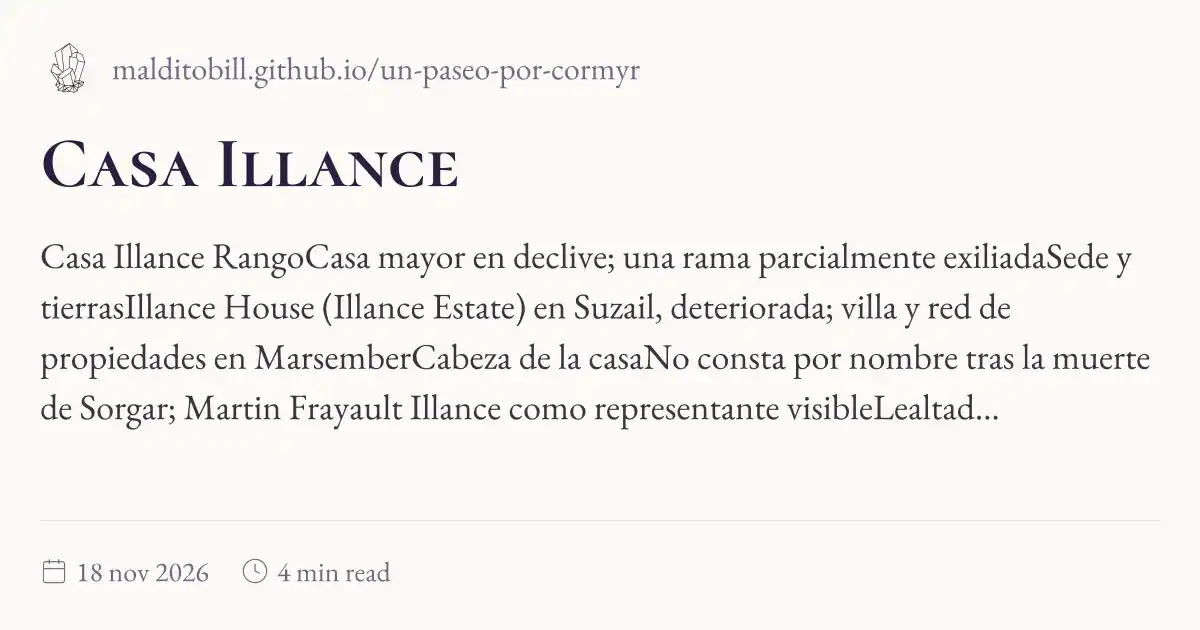 malditobill.github.io/un-paseo-por-cormyr
Casa Illance
Casa Illance RangoCasa mayor en declive; una rama parcialmente exiliadaSede y
tierrasIllance House (Illance Estate) en Suzail, deteriorada; villa y red de
propiedades en MarsemberCabeza de la casaNo consta por nombre tras la muerte
de Sorgar; Martin Frayault Illance como representante visibleLealtad...
18 nov 2026
4 min read